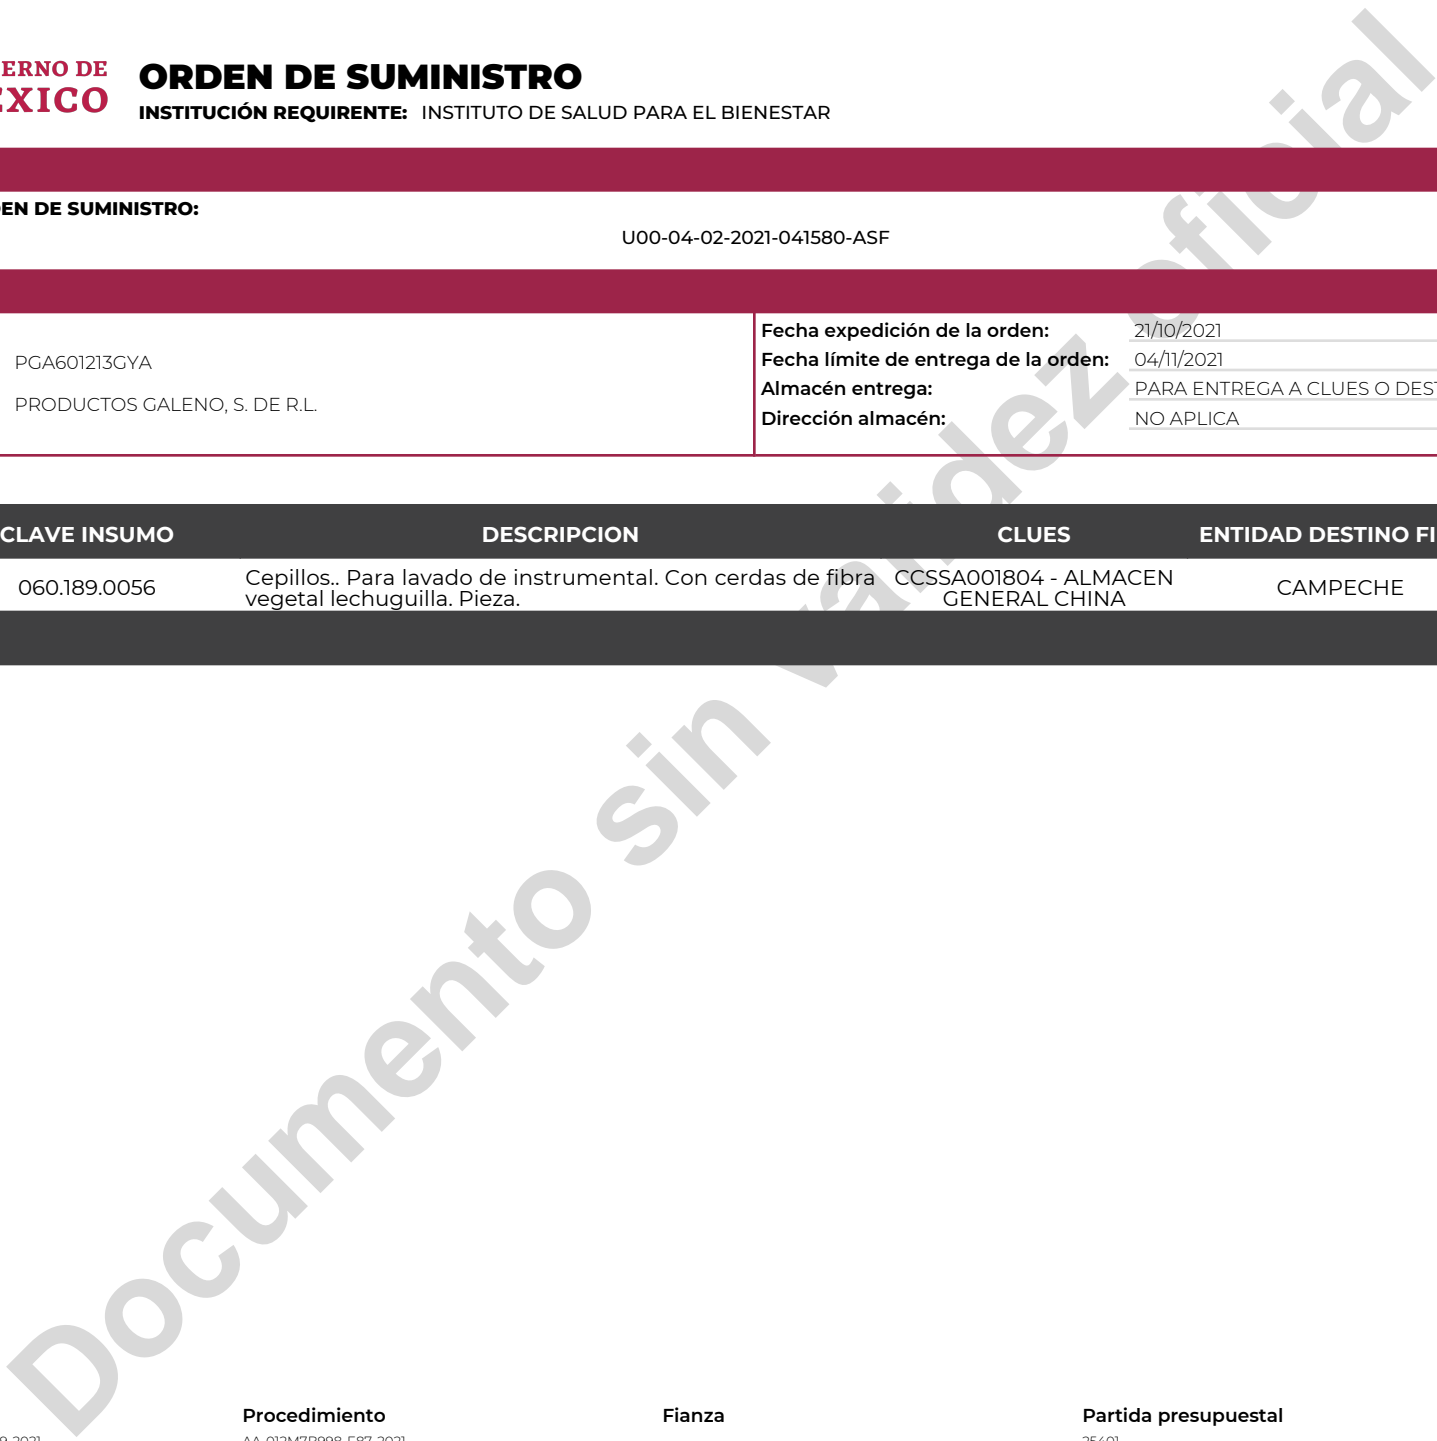 ERNO DE
EXICO
ORDEN DE SUMINISTRO
INSTITUCIÓN REQUIRENTE: INSTITUTO DE SALUD PARA EL BIENESTAR
EN DE SUMINISTRO:
U00-04-02-2021-041580-ASF
PGA601213GYA
PRODUCTOS GALENO, S. DE R.L.
Fecha expedición de la orden: 21/10/2021
Fecha límite de entrega de la orden: 04/11/2021
Almacén entrega: PARA ENTREGA A CLUES O DEST
Dirección almacén: NO APLICA
CLAVE INSUMO DESCRIPCION CLUES ENTIDAD DESTINO FI
060.189.0056 Cepillos.. Para lavado de instrumental. Con cerdas de fibra vegetal lechuguilla. Pieza. CCSSA001804 - ALMACEN GENERAL CHINA CAMPECHE
Documento sin validez oficial
Procedimiento Fianza Partida presupuestal